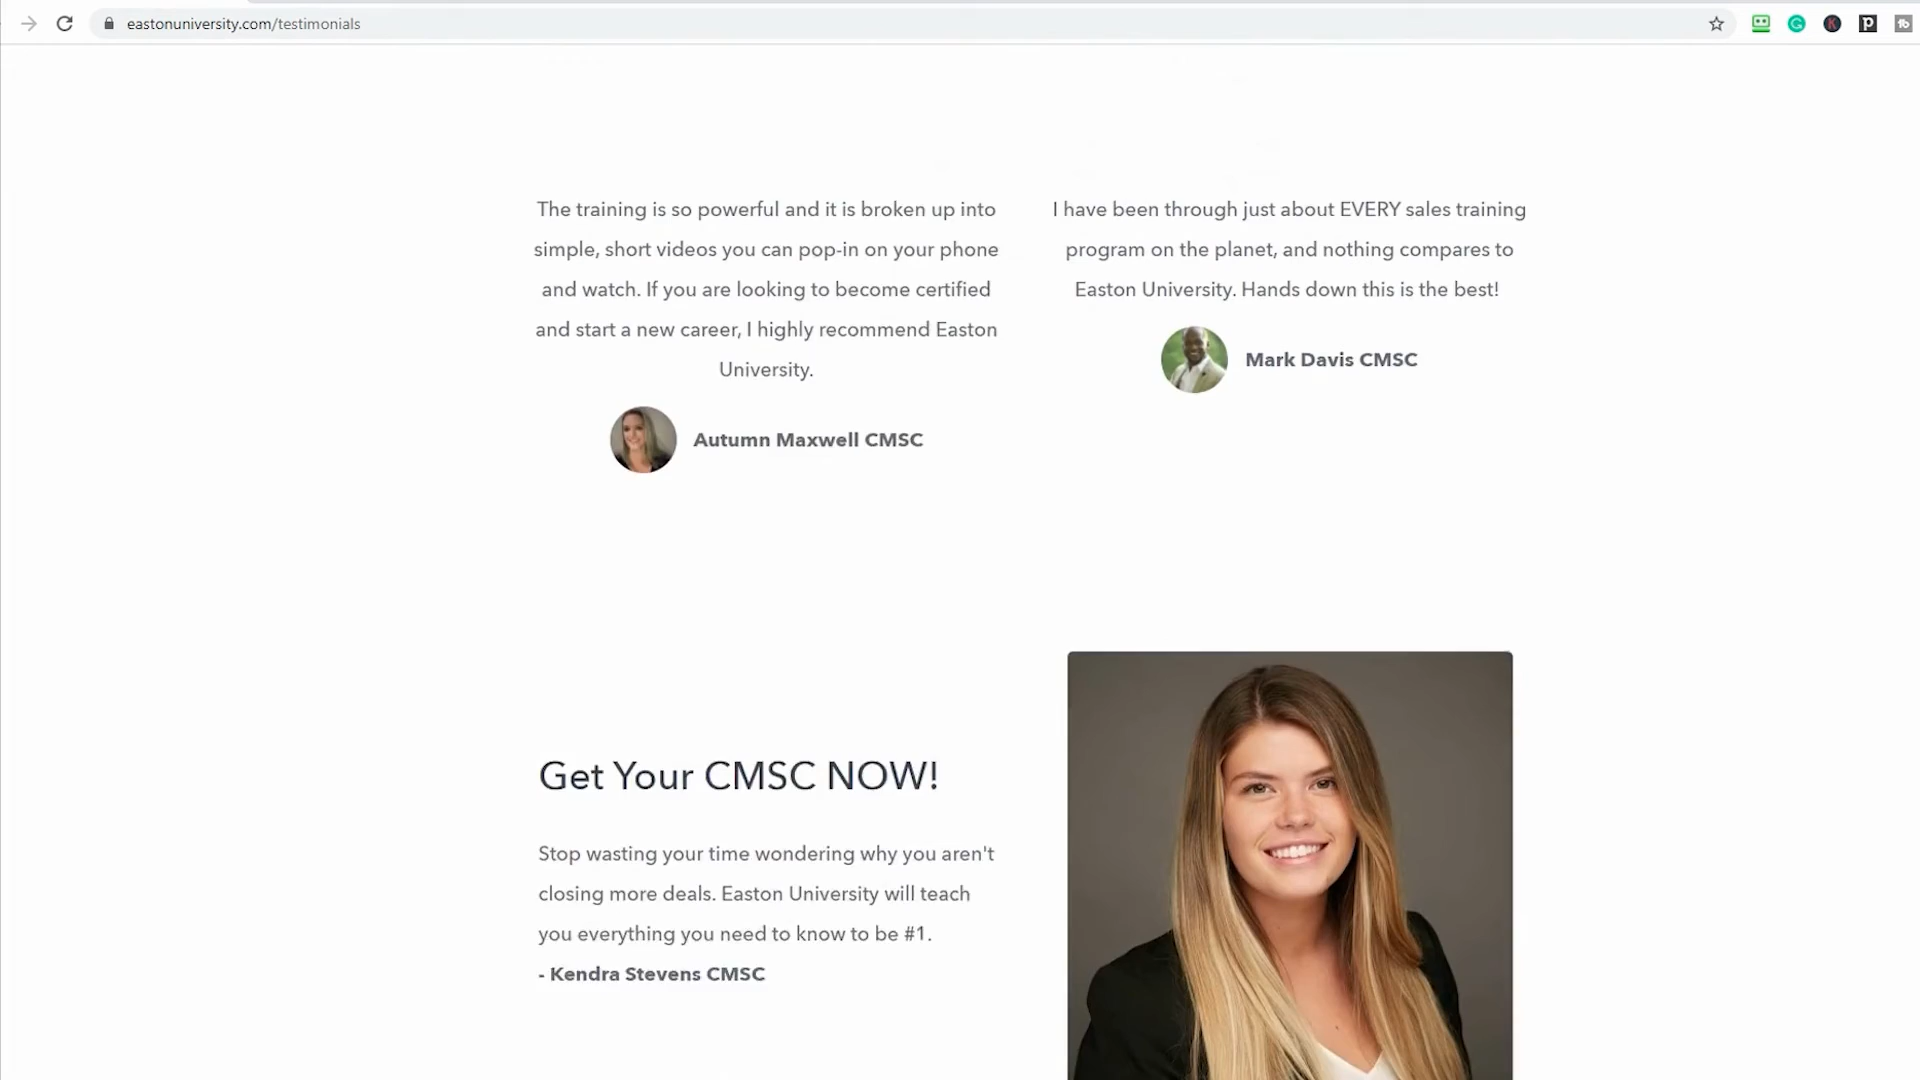 eastonuniversity.com/testimonials
The training is so powerful and it is broken up into
simple, short videos you can pop-in on your phone
and watch. If you are looking to become certified
and start a new career, I highly recommend Easton
University.
Autumn Maxwell CMSC
I have been through just about EVERY sales training
program on the planet, and nothing compares to
Easton University. Hands down this is the best!
Mark Davis CMSC
Get Your CMSC NOW!
Stop wasting your time wondering why you aren't
closing more deals. Easton University will teach
you everything you need to know to be #1.
- Kendra Stevens CMSC